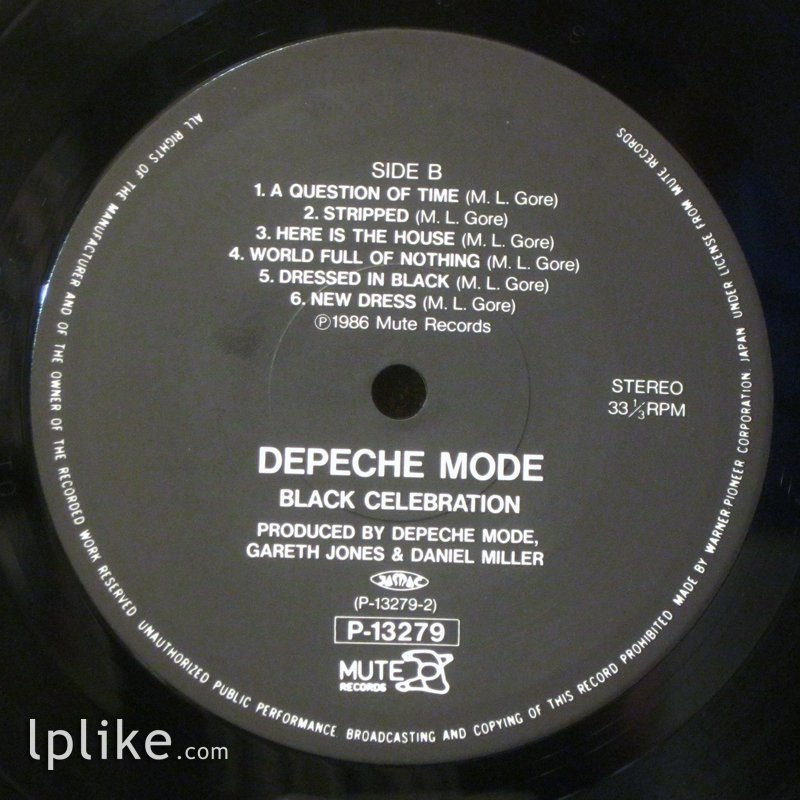 SIDE B
1. A QUESTION OF TIME (M. L. Gore)
2. STRIPPED (M. L. Gore)
3. HERE IS THE HOUSE (M. L. Gore)
4. WORLD FULL OF NOTHING (M. L. Gore)
5. DRESSED IN BLACK (M. L. Gore)
6. NEW DRESS (M. L. Gore)
℗1986 Mute Records
STEREO
33⅓RPM
DEPECHE MODE
BLACK CELEBRATION
PRODUCED BY DEPECHE MODE,
GARETH JONES & DANIEL MILLER
JASRAC
(P-13279-2)
P-13279
MUTE
RECORDS
ALL RIGHTS OF THE MANUFACTURER AND OF THE OWNER OF THE RECORDED WORK RESERVED UNAUTHORIZED PUBLIC PERFORMANCE BROADCASTING AND COPYING OF THIS RECORD PROHIBITED MADE BY WARNER-PIONEER CORPORATION, JAPAN UNDER LICENSE FROM MUTE RECORDS
lplike.com